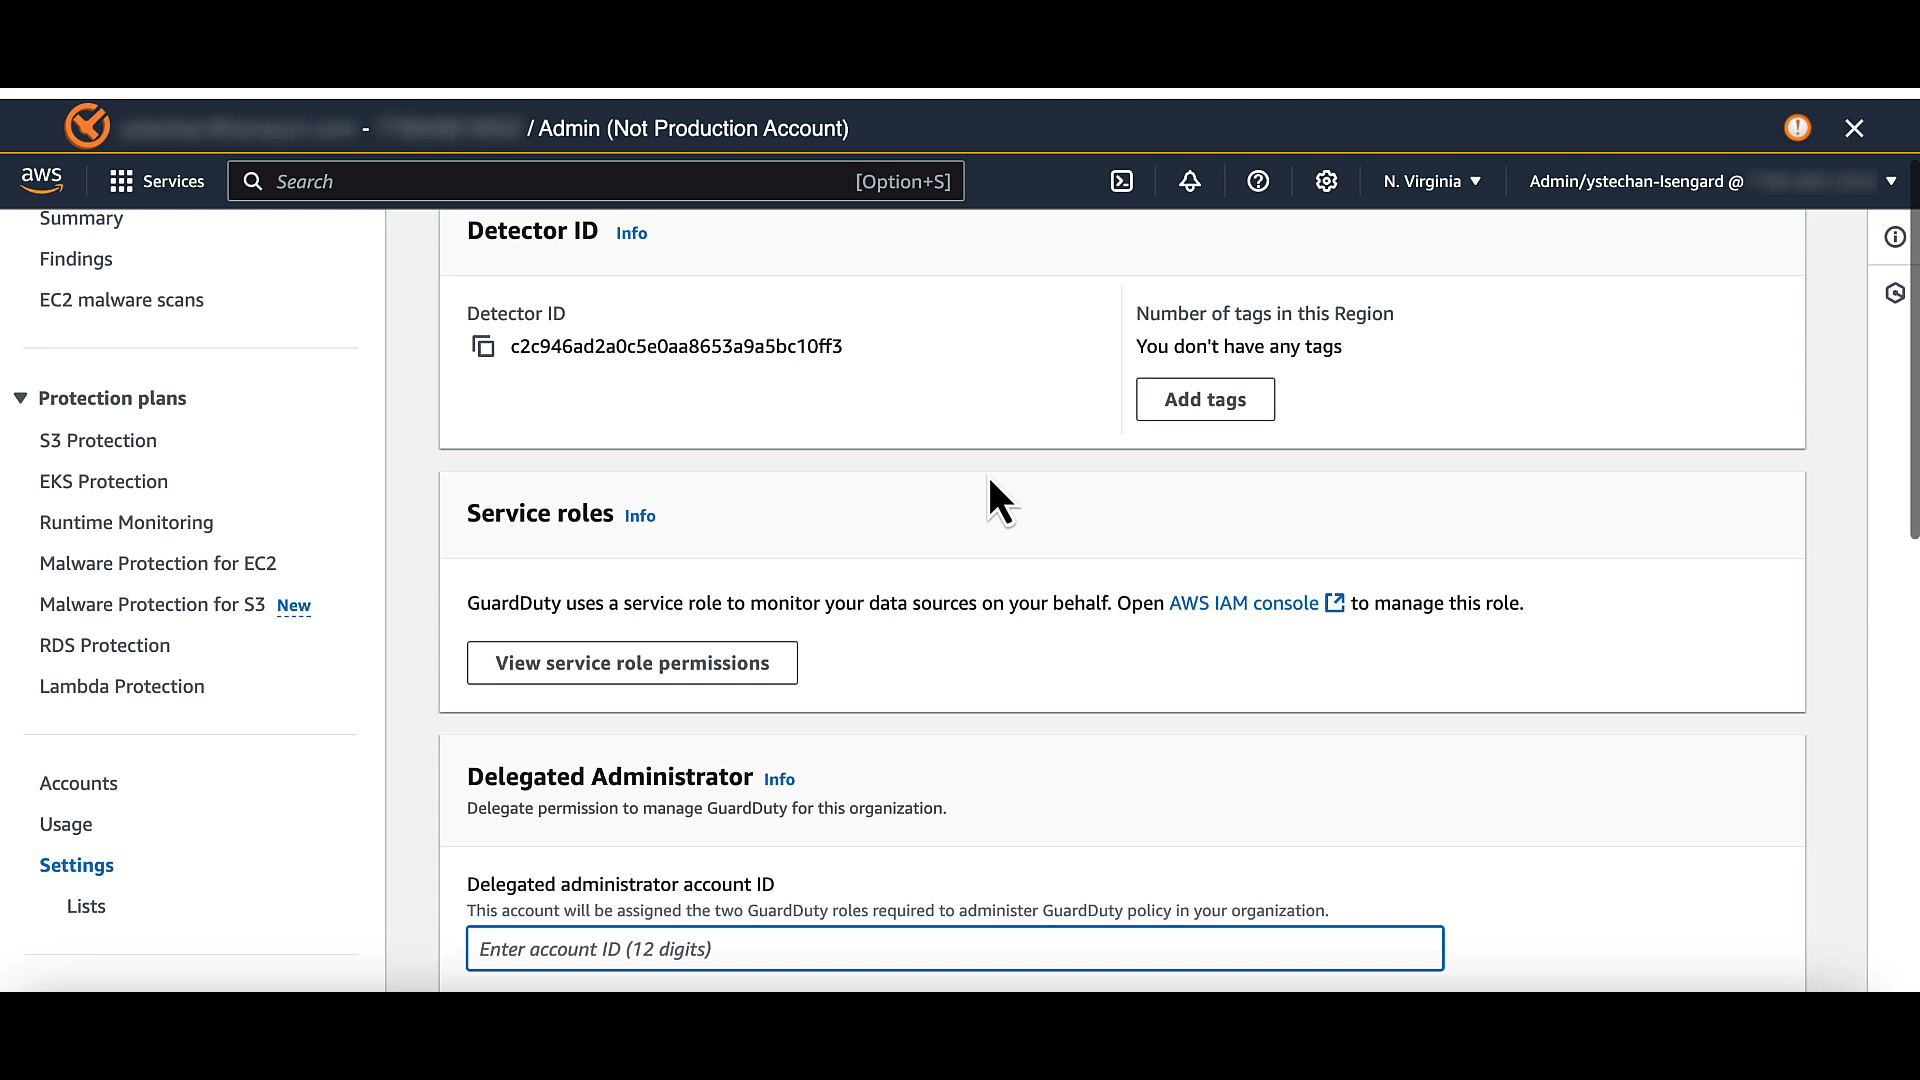 - / Admin (Not Production Account)
aws Services Search [Option+S] N. Virginia Admin/ystechan-Isengard @
Summary
Findings
EC2 malware scans
Protection plans
S3 Protection
EKS Protection
Runtime Monitoring
Malware Protection for EC2
Malware Protection for S3 New
RDS Protection
Lambda Protection
Accounts
Usage
Settings
Lists
Detector ID Info
Detector ID
c2c946ad2a0c5e0aa8653a9a5bc10ff3
Number of tags in this Region
You don't have any tags
Add tags
Service roles Info
GuardDuty uses a service role to monitor your data sources on your behalf. Open AWS IAM console to manage this role.
View service role permissions
Delegated Administrator Info
Delegate permission to manage GuardDuty for this organization.
Delegated administrator account ID
This account will be assigned the two GuardDuty roles required to administer GuardDuty policy in your organization.
Enter account ID (12 digits)